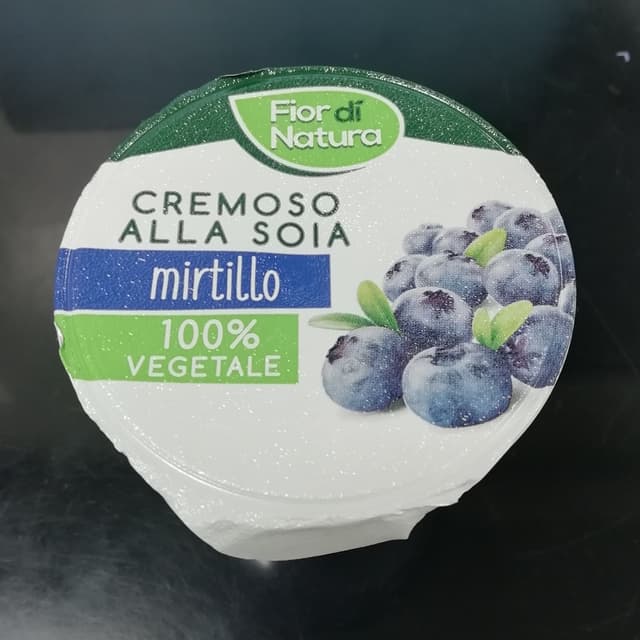 Fior di
Natura
CREMOSO
ALLA SOIA
mirtillo
100%
VEGETALE